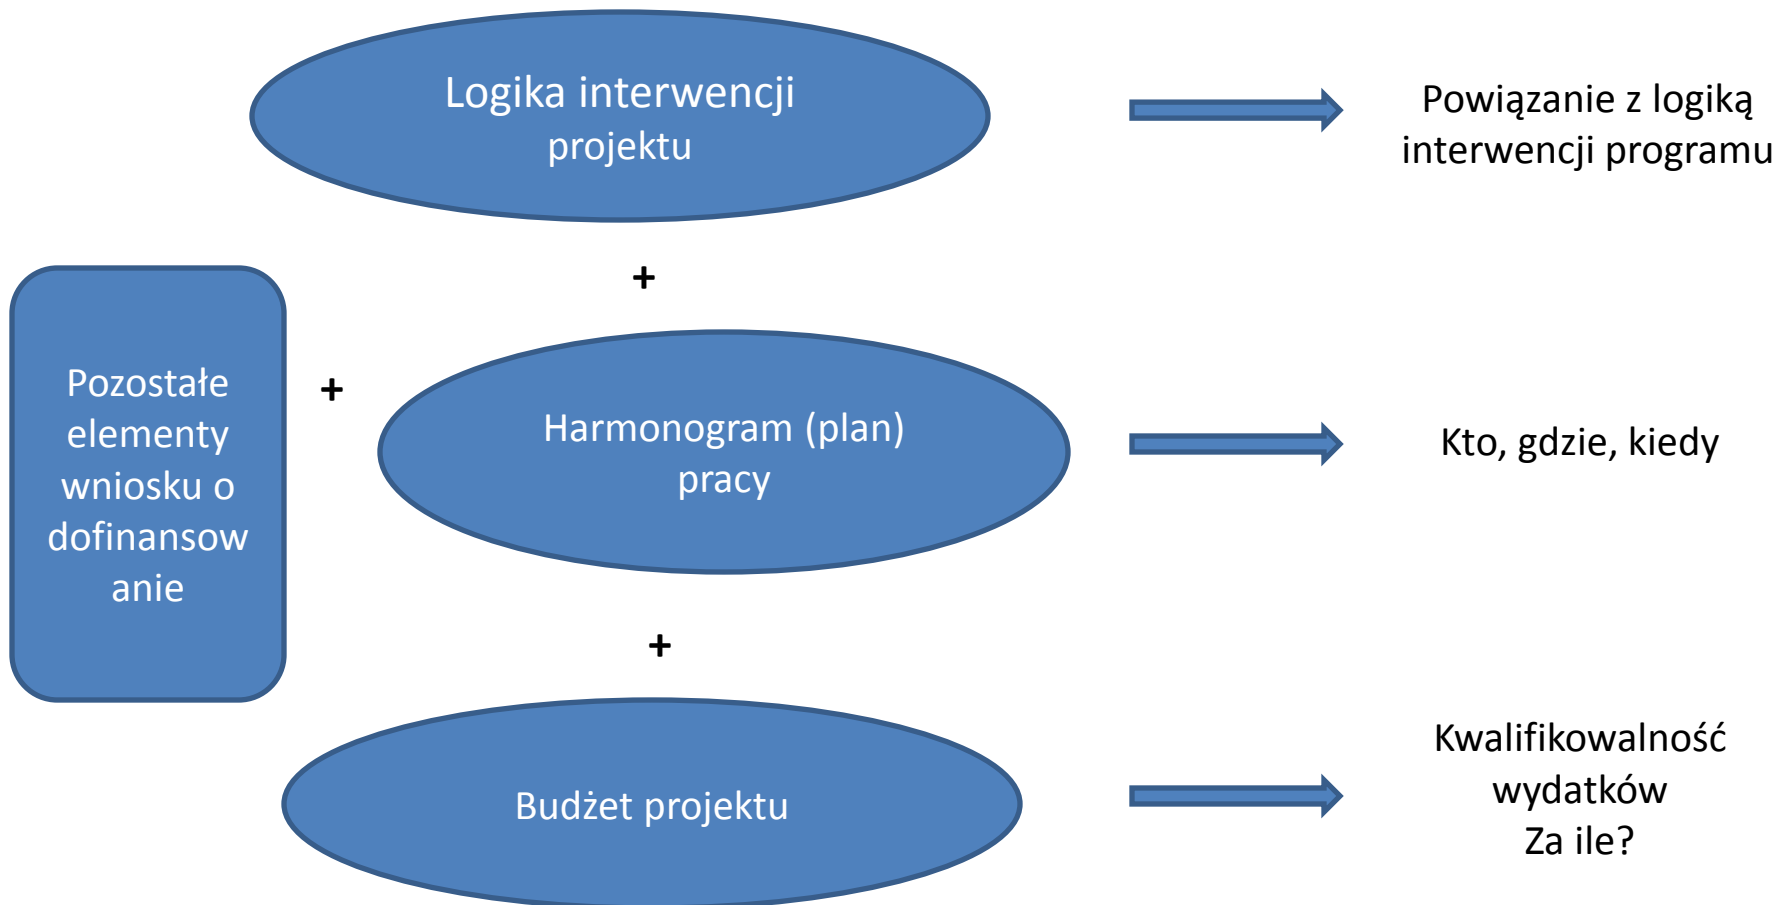 Logika interwencji
projektu
Powiązanie z logiką
interwencji programu
+
Pozostałe
elementy
wniosku o
dofinansow
anie
+
Harmonogram (plan)
pracy
Kto, gdzie, kiedy
+
Budżet projektu
Kwalifikowalność
wydatków
Za ile?